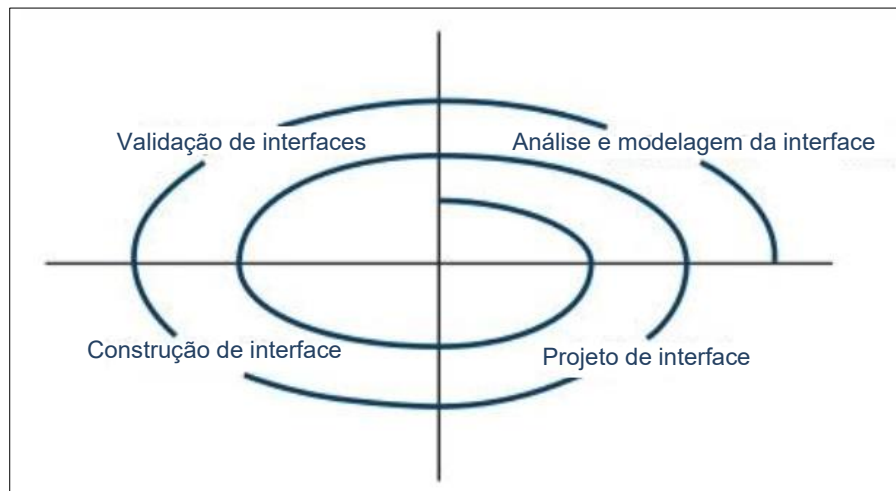 Validação de interfaces
Análise e modelagem da interface
Construção de interface
Projeto de interface